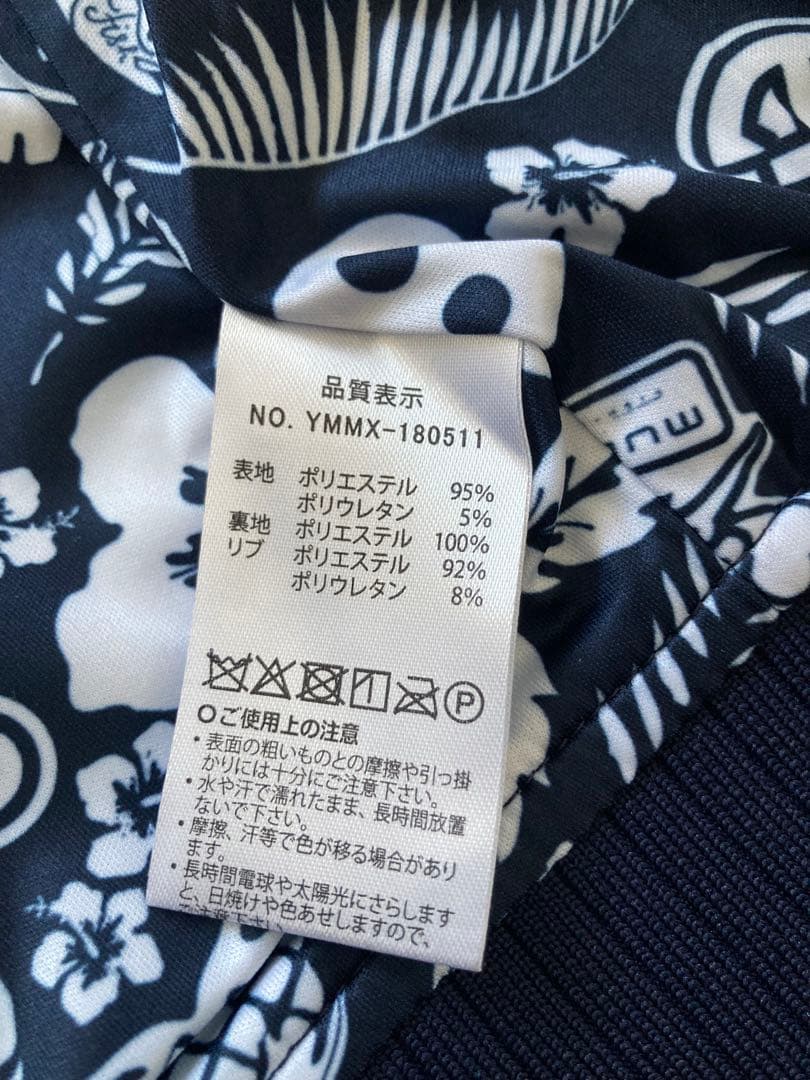 品質表示
NO. YMMX-180511
表地 ポリエステル 95%
ポリウレタン 5%
裏地 ポリエステル 100%
リブ ポリエステル 92%
ポリウレタン 8%
P
○ご使用上の注意
・表面の粗いものとの摩擦や引っ掛
かりには十分にご注意下さい。
・水や汗で濡れたまま、長時間放置
ないで下さい。
・摩擦、汗等で色が移る場合があり
ます。
・長時間電球や太陽光にさらします
と、日焼けや色あせしますので、
ご注意下さい